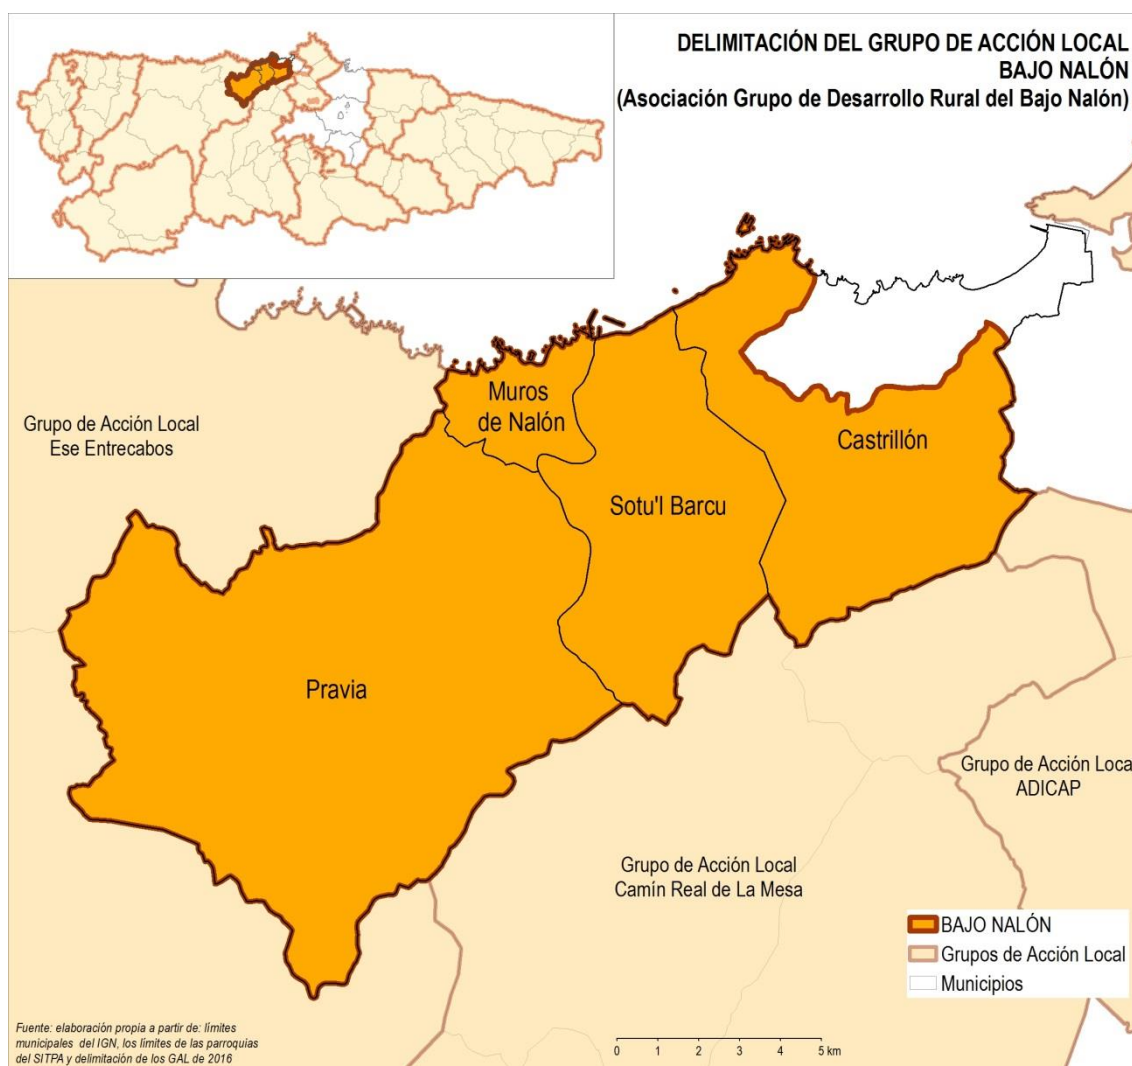 DELIMITACIÓN DEL GRUPO DE ACCIÓN LOCAL
BAJO NALÓN
(Asociación Grupo de Desarrollo Rural del Bajo Nalón)
Muros
de Nalón
Grupo de Acción Local
Ese Entrecabos
Castrillón
Sotu'l Barcu
Pravia
Grupo de Acción Loca
ADICAP
Grupo de Acción Local
Camín Real de La Mesa
BAJO NALÓN
Grupos de Acción Local
Municipios
Fuente: elaboración propia a partir de: límites
municipales del IGN, los límites de las parroquias
del SITPA y delimitación de los GAL de 2016
0 1 2 3 4 5 km